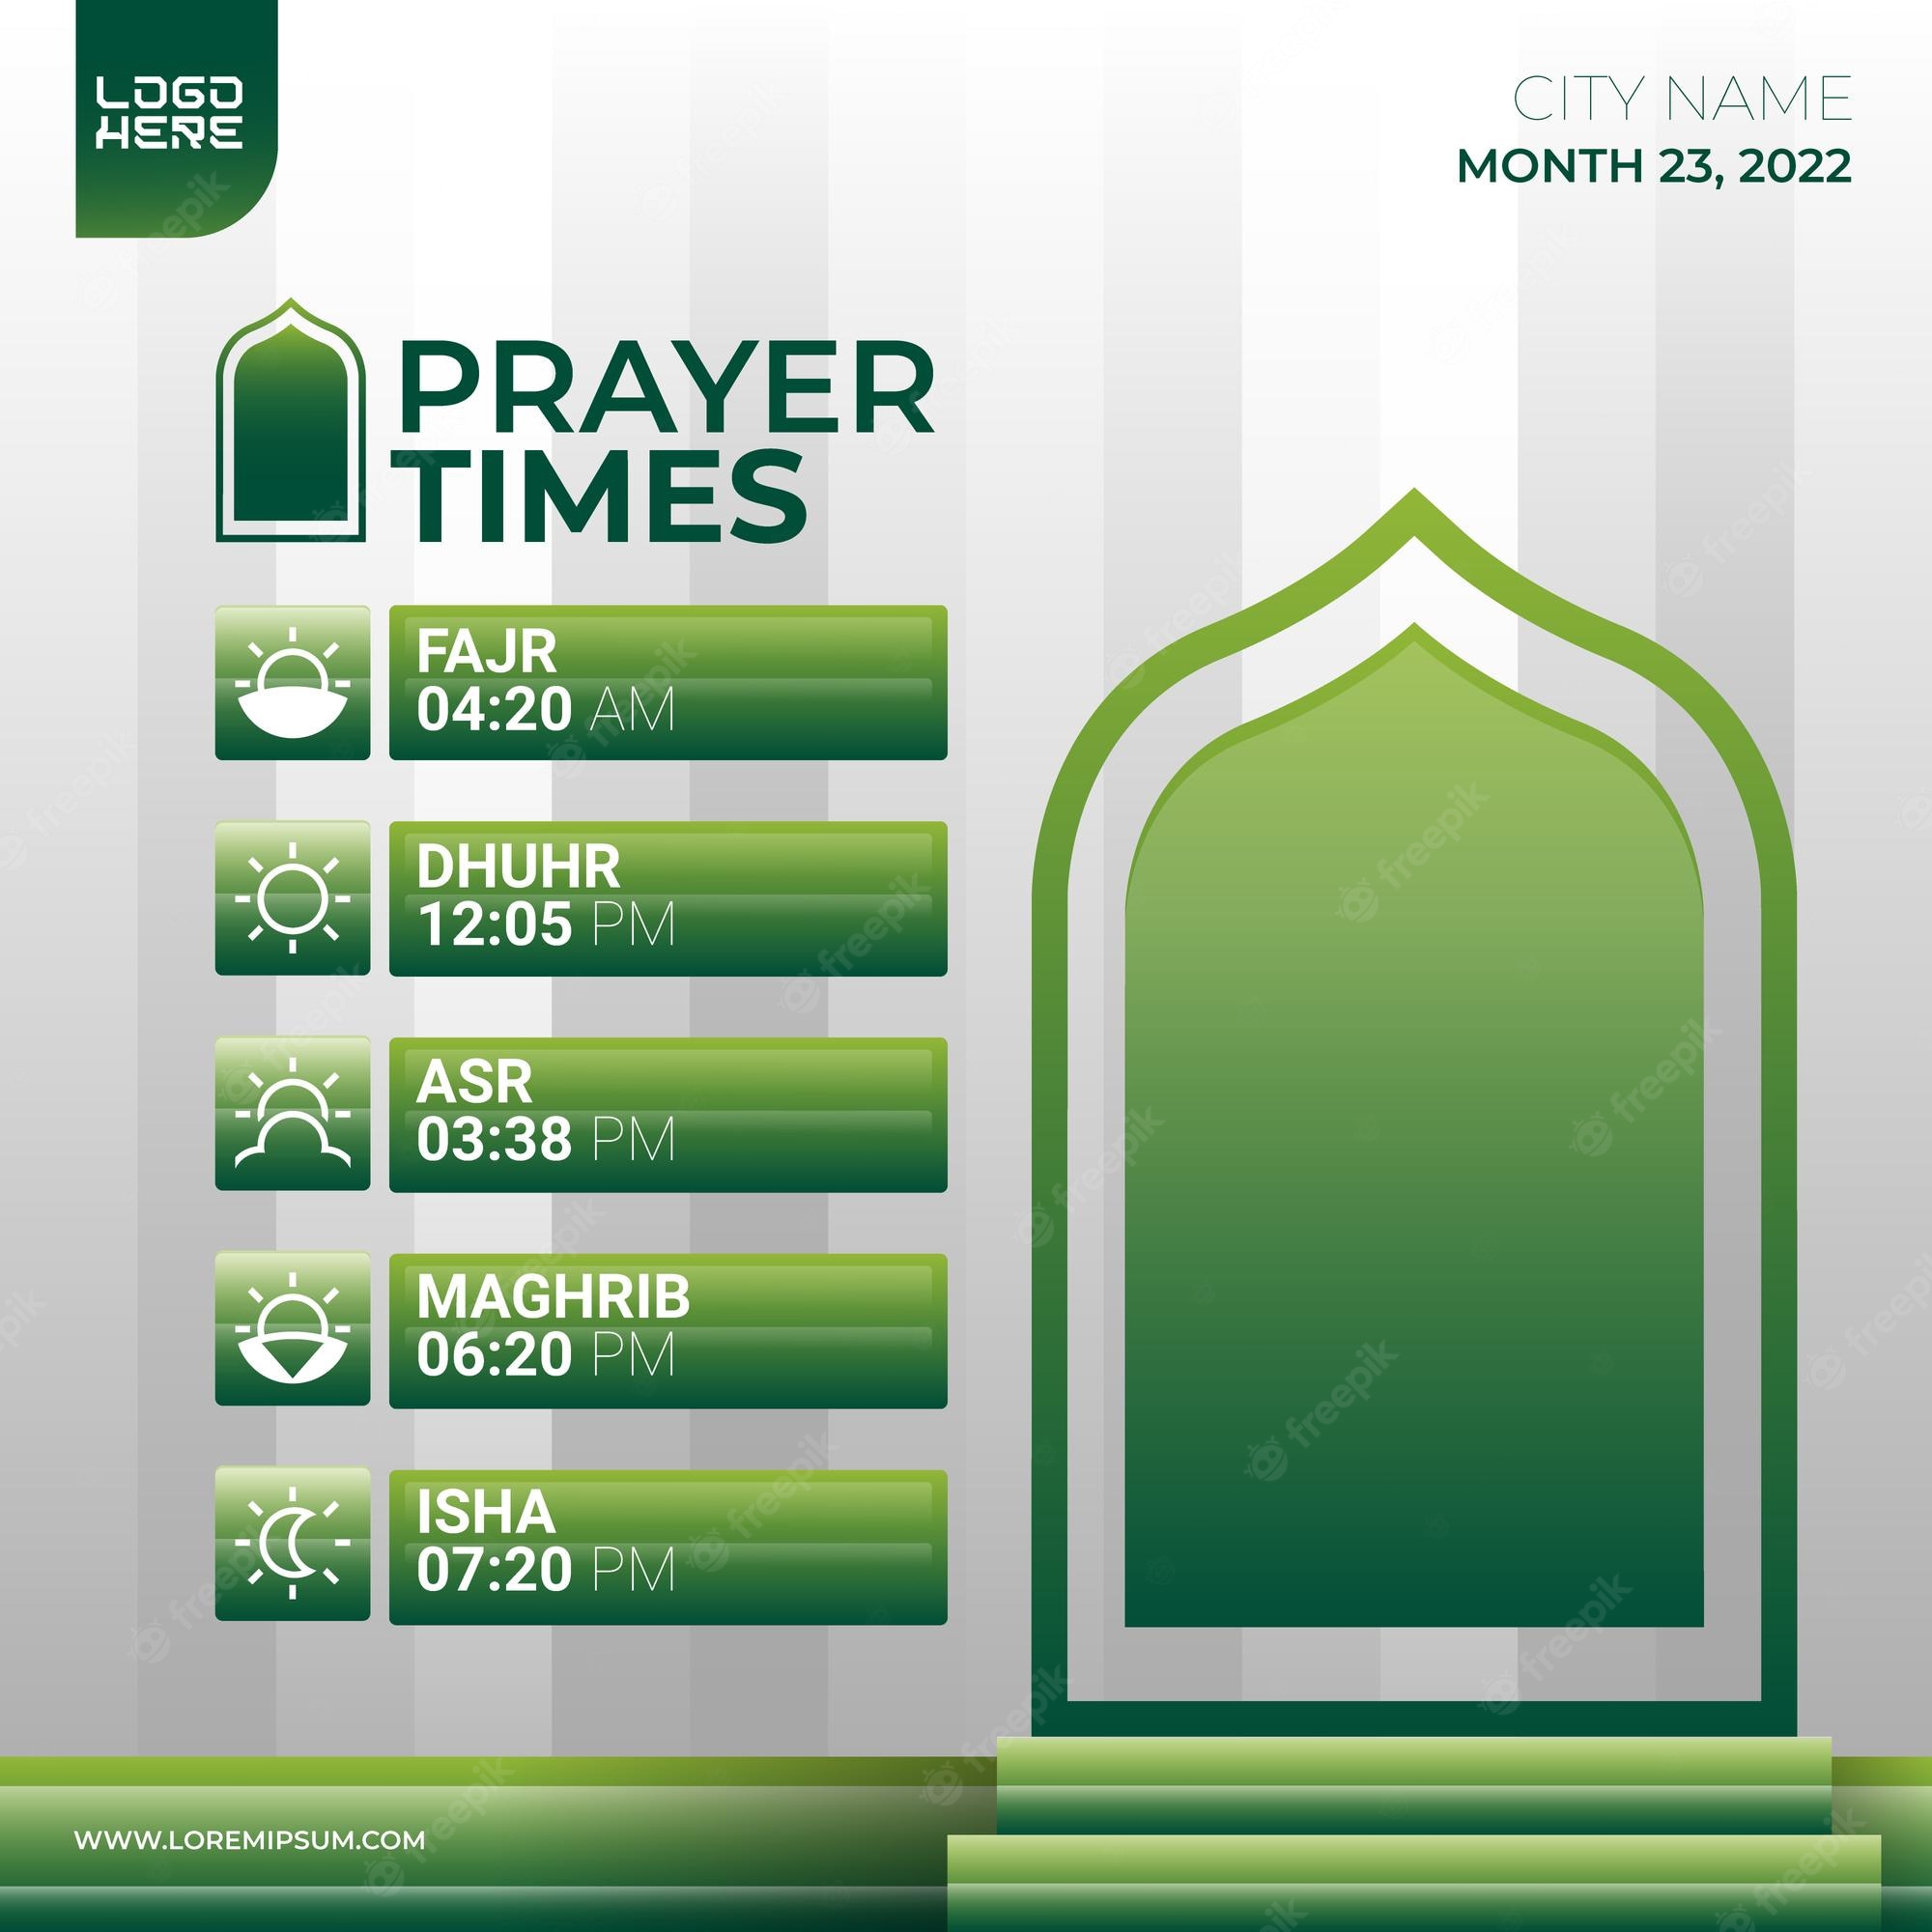 LOGO
HERE
CITY NAME
MONTH 23, 2022
PRAYER
TIMES
FAJR
04:20 AM
DHUHR
12:05 PM
ASR
03:38 PM
MAGHRIB
06:20 PM
ISHA
07:20 PM
WWW.LOREMIPSUM.COM
freepik